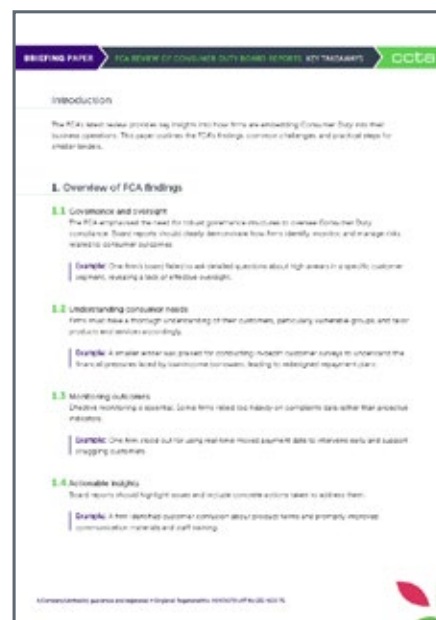 BRIEFING PAPER
FCA REVIEW OF CONSUMER DUTY BOARD REPORTS KEY TAKEAWAYS
ccta
Introduction
The FCA's latest review provides key insights into how firms are embedding Consumer Duty into their
business operations. This paper outlines the FCA's findings, common challenges, and practical steps for
smaller lenders.
1. Overview of FCA findings
1.1 Governance and oversight
The FCA emphasised the need for robust governance structures to oversee Consumer Duty
compliance. Board reports should clearly demonstrate how firms identify, monitor, and manage risks
related to consumer outcomes.
Example: One firm's board failed to ask detailed questions about high arrears in a specific customer
segment, revealing a lack of effective oversight.
1.2 Understanding consumer needs
Firms must have a thorough understanding of their customers, particularly vulnerable groups, and tailor
products and services accordingly.
Example: A smaller lender was praised for conducting in-depth customer surveys to understand the
financial pressures faced by low-income borrowers, leading to redesigned repayment plans.
1.3 Monitoring outcomes
Effective monitoring is essential. Some firms relied too heavily on complaints data rather than proactive
indicators.
Example: One firm stood out for using real-time missed payment data to intervene early and support
struggling customers.
1.4 Actionable insights
Board reports should highlight issues and include concrete actions taken to address them.
Example: A firm identified customer confusion about product terms and promptly improved
communication materials and staff training.
A Company limited by guarantee and registered in England